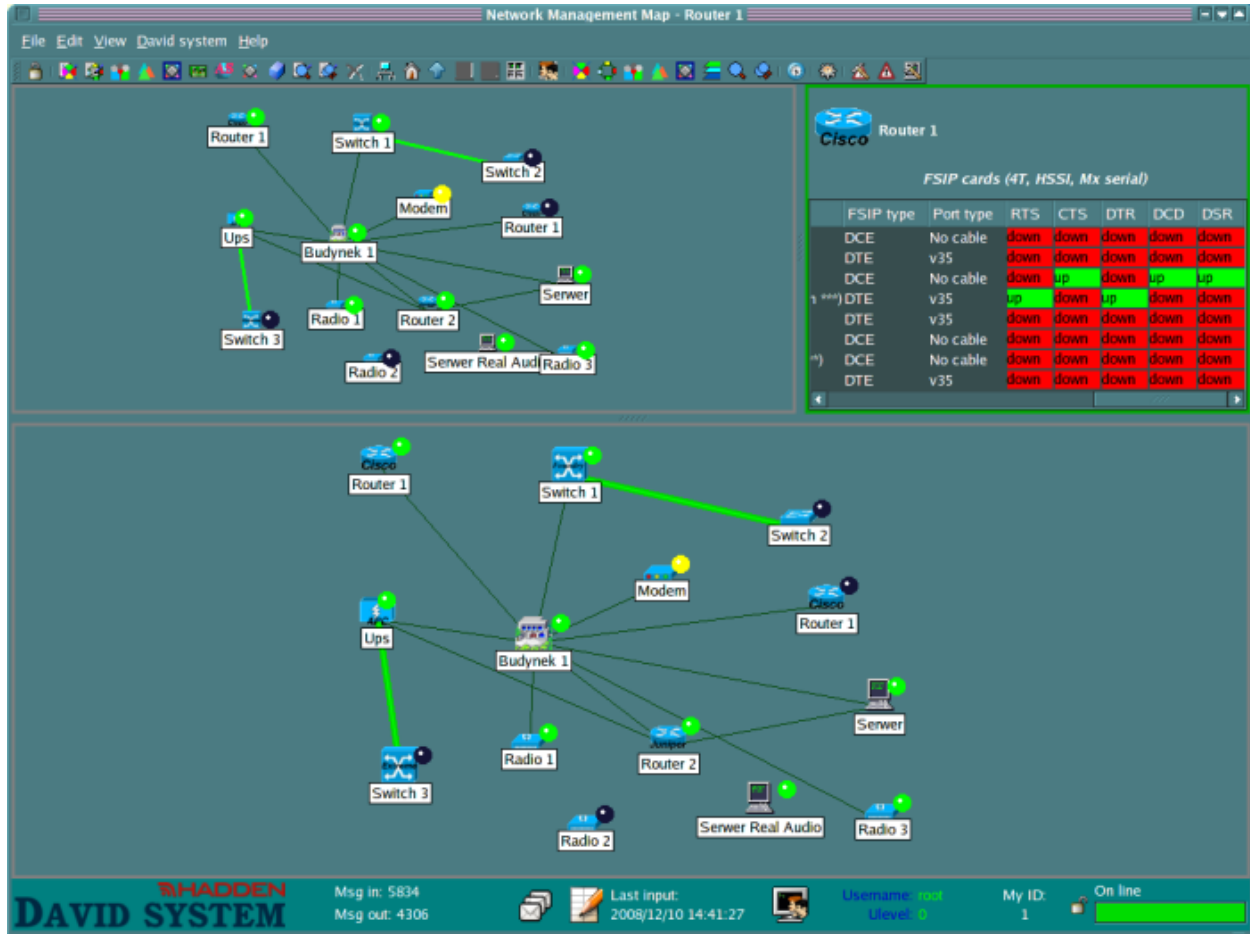 Network Management Map - Router 1
File Edit View David system Help
Router 1
Switch 1
Switch 2
Modem
Router 1
Ups
Budynek 1
Serwer
Radio 1
Router 2
Switch 3
Serwer Real Audi
Radio 3
Radio 2
Cisco
Router 1
FSIP cards (4T, HSSI, Mx serial)
FSIP type Port type RTS CTS DTR DCD DSR
DCE No cable down down down down down
DTE v35 down down down down down
DCE No cable down up down up up
DTE v35 up down up down down
DTE v35 down down down down down
DCE No cable down down down down down
DCE No cable down down down down down
DTE v35 down down down down down
Cisco
Router 1
Switch 1
Switch 2
Modem
Cisco
Router 1
APC
Ups
Budynek 1
Serwer
Radio 1
Juniper
Router 2
Extreme
Switch 3
Serwer Real Audio
Radio 3
Radio 2
HADDEN
DAVID SYSTEM
Msg in: 5834
Msg out: 4306
Last input:
2008/12/10 14:41:27
Username: root
Ulevel: 0
My ID:
1
On line